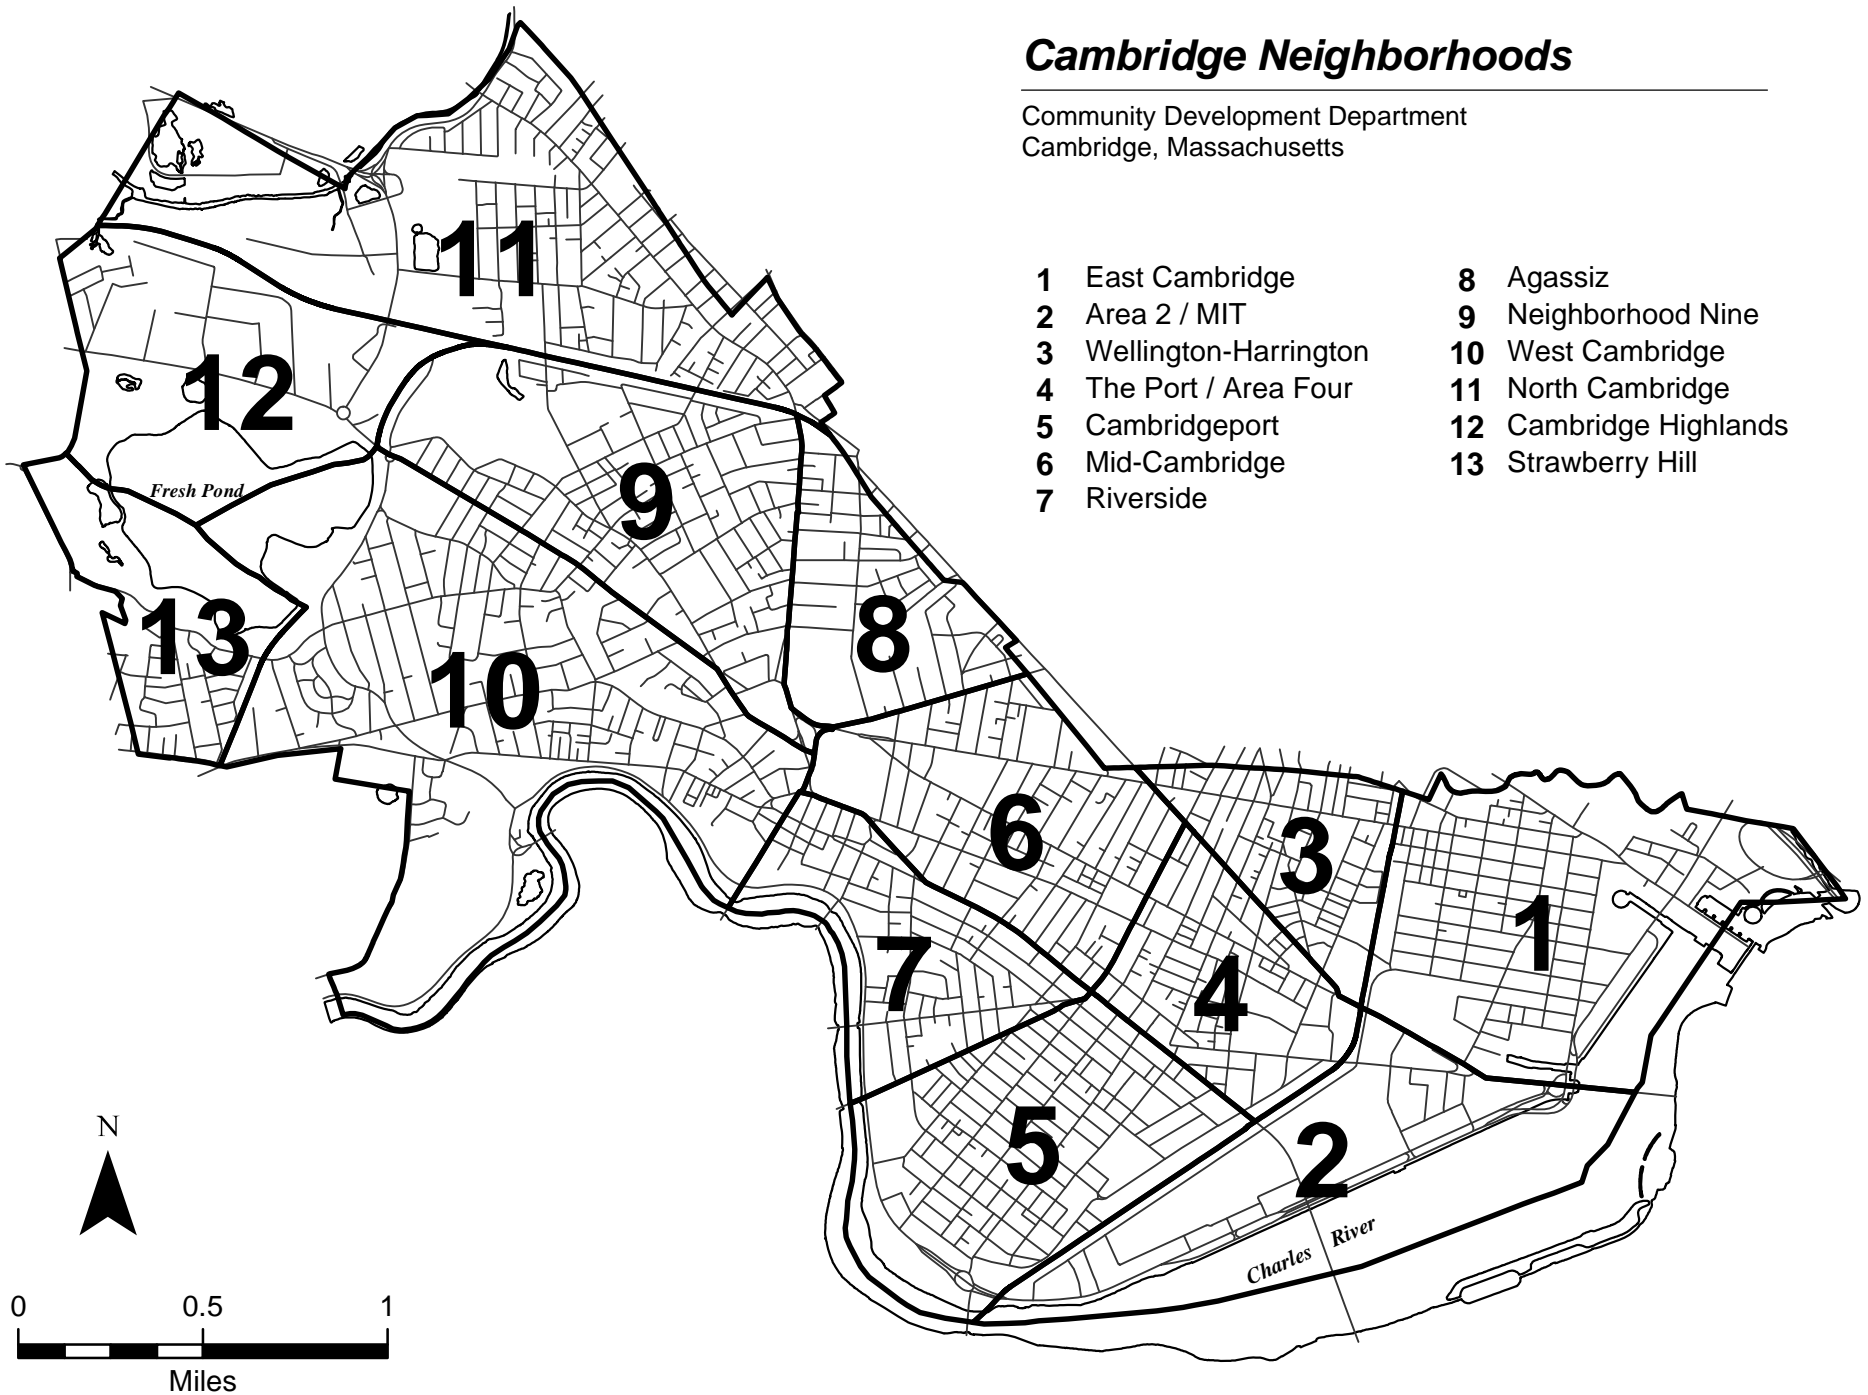 Cambridge Neighborhoods
Community Development Department
Cambridge, Massachusetts
1 East Cambridge
2 Area 2 / MIT
3 Wellington-Harrington
4 The Port / Area Four
5 Cambridgeport
6 Mid-Cambridge
7 Riverside
8 Agassiz
9 Neighborhood Nine
10 West Cambridge
11 North Cambridge
12 Cambridge Highlands
13 Strawberry Hill
11
12
9
Fresh Pond
13
8
10
6
3
1
7
4
5
2
Charles River
N
0 0.5 1
Miles